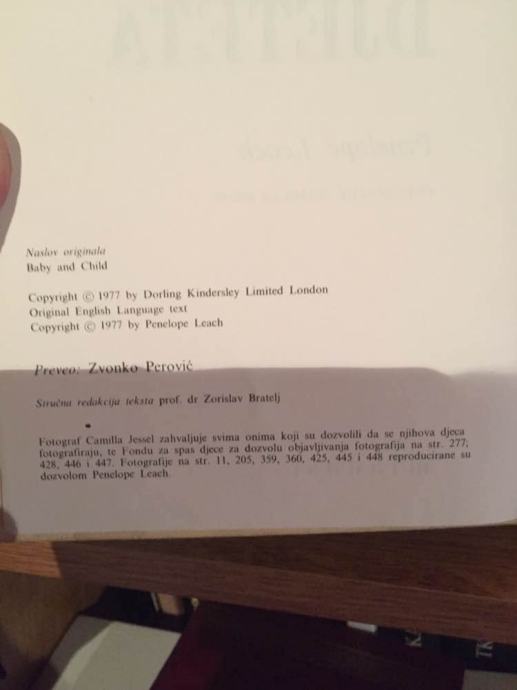 Naslov originala
Baby and Child
Copyright © 1977 by Dorling Kindersley Limited London
Original English Language text
Copyright © 1977 by Penelope Leach
Preveo: Zvonko Perović
Stručna redakcija teksta prof. dr Zorislav Bratelj
Fotograf Camilla Jessel zahvaljuje svima onima koji su dozvolili da se njihova djeca
fotografiraju, te Fondu za spas djece za dozvolu objavljivanja fotografija na str. 277;
428, 446 i 447. Fotografije na str. 11, 205, 359, 360, 425, 445 i 448 reproducirane su
dozvolom Penelope Leach.